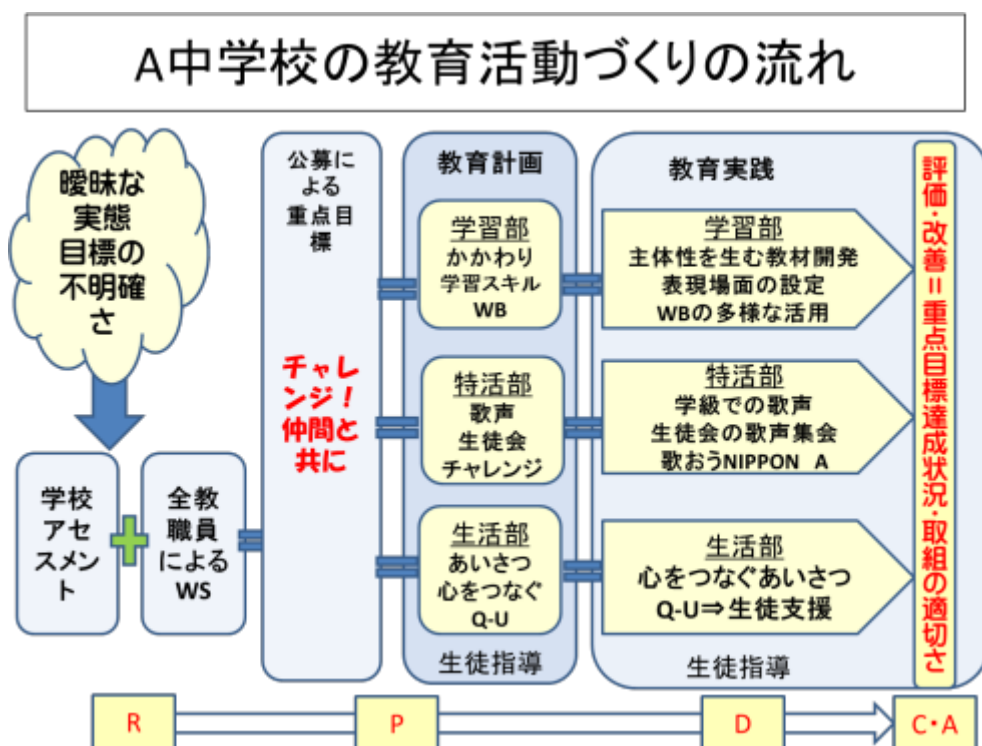 A中学校の教育活動づくりの流れ
曖昧な
実態
目標の
不明確
さ
学校
アセ
スメン
ト
全教
職員
による
WS
公募に
よる
重点目
標
チャレ
ンジ！
仲間と
共に
教育計画
学習部
かかわり
学習スキル
WB
特活部
歌声
生徒会
チャレンジ
生活部
あいさつ
心をつなぐ
Q-U
生徒指導
教育実践
学習部
主体性を生む教材開発
表現場面の設定
WBの多様な活用
特活部
学級での歌声
生徒会の歌声集会
歌おうNIPPON A
生活部
心をつなぐあいさつ
Q-U⇒生徒支援
生徒指導
評価・改善＝重点目標達成状況・取組の適切さ
R
P
D
C・A